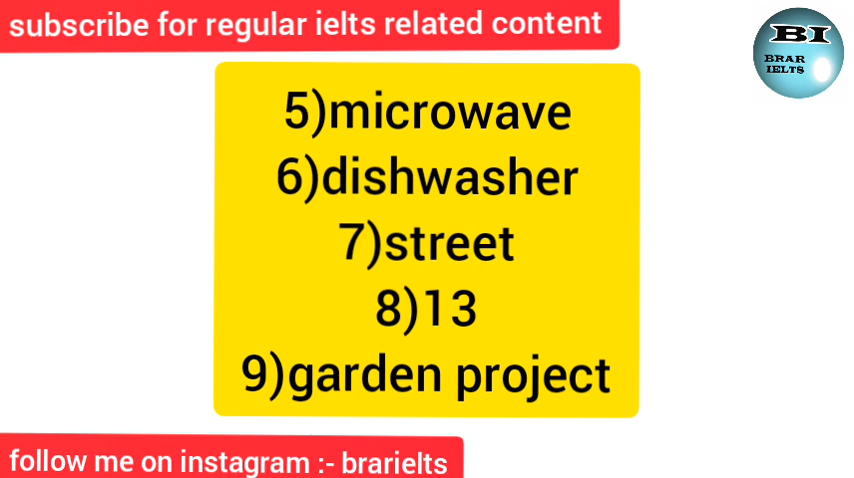 subscribe for regular ielts related content
BI
BRAR
IELTS
5)microwave
6)dishwasher
7)street
8)13
9)garden project
follow me on instagram :- brarielts